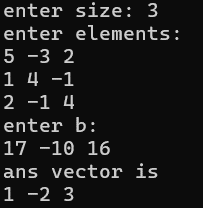 enter size: 3
enter elements:
5 -3 2
1 4 -1
2 -1 4
enter b:
17 -10 16
ans vector is
1 -2 3